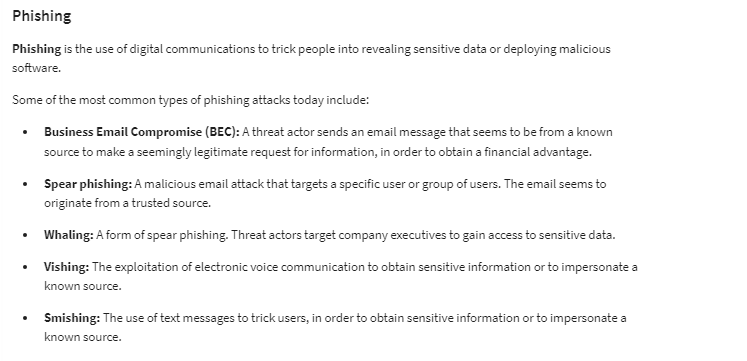 Phishing
Phishing is the use of digital communications to trick people into revealing sensitive data or deploying malicious
software.
Some of the most common types of phishing attacks today include:
• Business Email Compromise (BEC): A threat actor sends an email message that seems to be from a known
source to make a seemingly legitimate request for information, in order to obtain a financial advantage.
• Spear phishing: A malicious email attack that targets a specific user or group of users. The email seems to
originate from a trusted source.
• Whaling: A form of spear phishing. Threat actors target company executives to gain access to sensitive data.
• Vishing: The exploitation of electronic voice communication to obtain sensitive information or to impersonate a
known source.
• Smishing: The use of text messages to trick users, in order to obtain sensitive information or to impersonate a
known source.